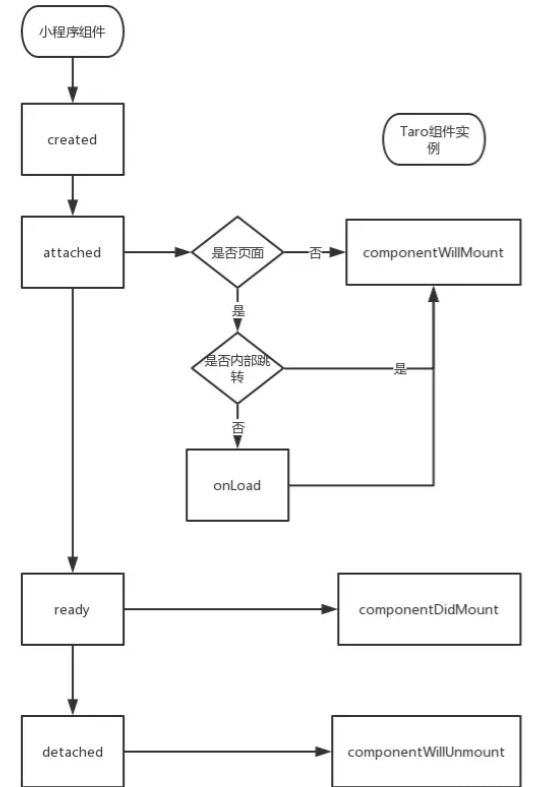 小程序组件
created
Taro组件实
例
attached
是否页面
否
componentWillMount
是
是否内部跳
转
是
否
onLoad
ready
componentDidMount
detached
componentWillUnmount